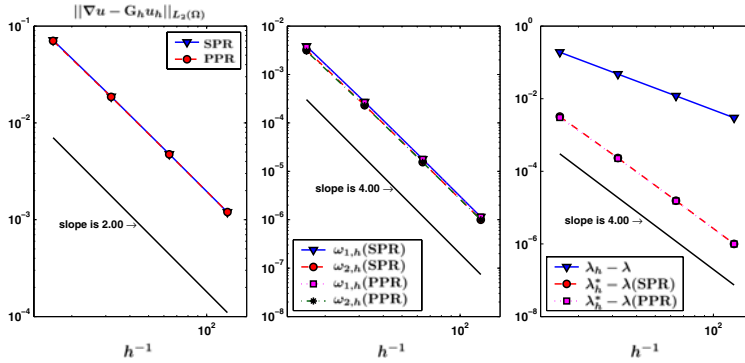 ||∇u − G_h u_h||_{L_2(Ω)}
10^{-1}
10^{-2}
10^{-3}
10^{-4}
SPR
PPR
slope is 2.00 →
10^2
h^{-1}
10^{-2}
10^{-3}
10^{-4}
10^{-5}
10^{-6}
10^{-7}
10^{-8}
slope is 4.00 →
ω_{1,h}(SPR)
ω_{2,h}(SPR)
ω_{1,h}(PPR)
ω_{2,h}(PPR)
10^2
h^{-1}
10^2
10^0
10^{-2}
10^{-4}
10^{-6}
10^{-8}
slope is 4.00 →
λ_h − λ
λ_h^* − λ(SPR)
λ_h^* − λ(PPR)
10^2
h^{-1}